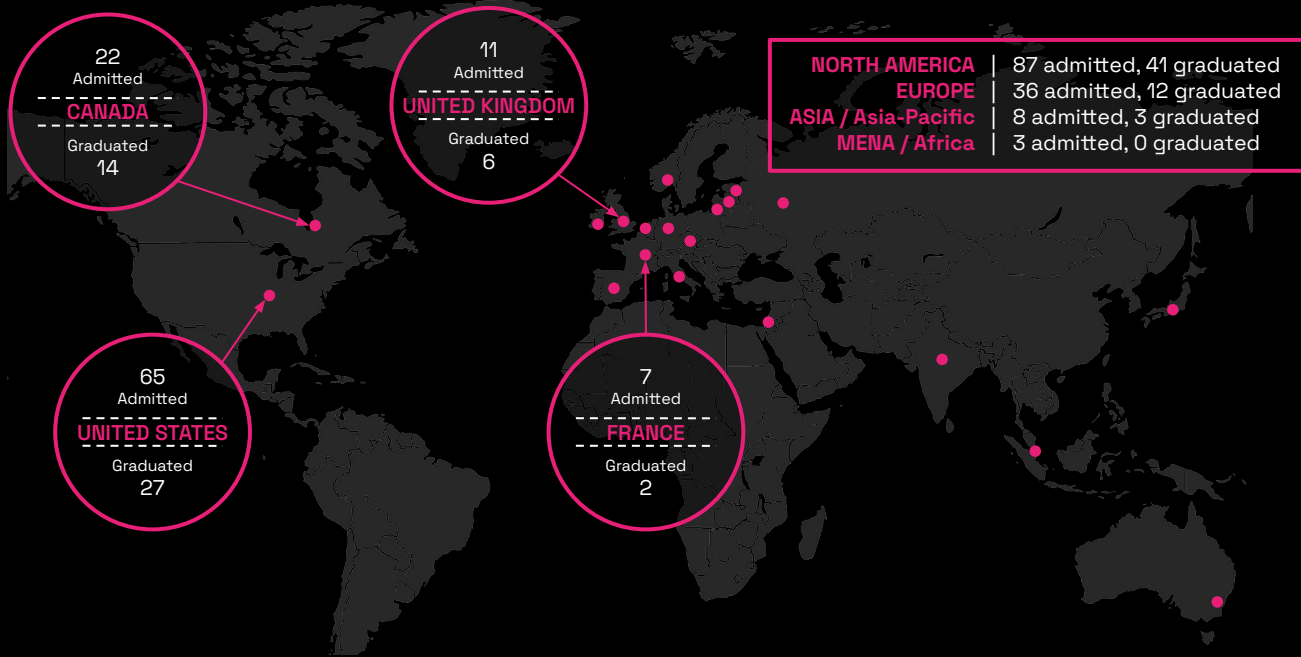 22
Admitted
CANADA
Graduated
14
11
Admitted
UNITED KINGDOM
Graduated
6
NORTH AMERICA | 87 admitted, 41 graduated
EUROPE | 36 admitted, 12 graduated
ASIA / Asia-Pacific | 8 admitted, 3 graduated
MENA / Africa | 3 admitted, 0 graduated
65
Admitted
UNITED STATES
Graduated
27
7
Admitted
FRANCE
Graduated
2